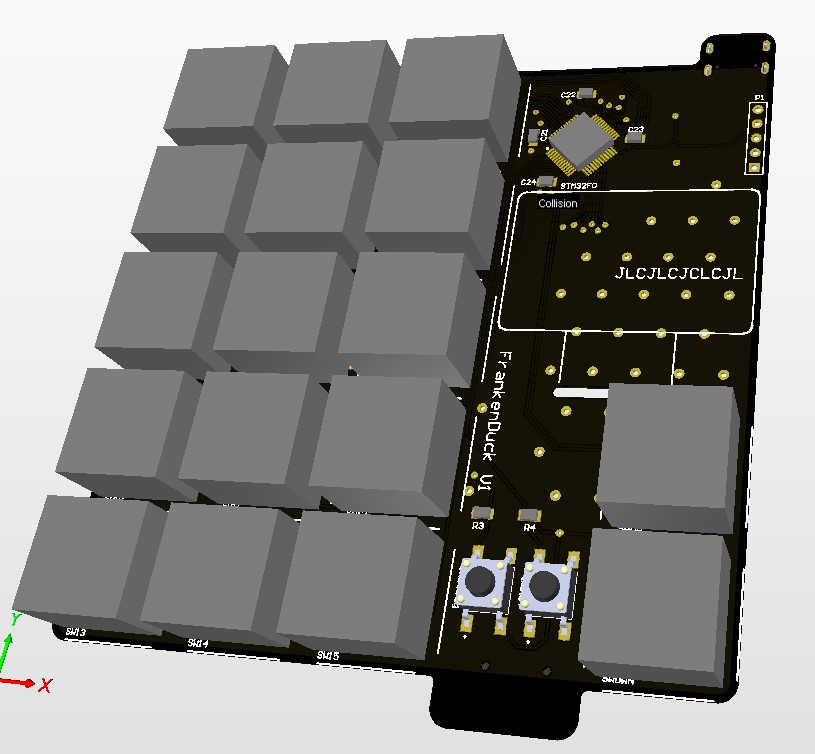 C22
P1
C23
C24
STM32F0
Collision
JLCJLCJCLCJL
FrankenDuck V1
R3
R4
SW13
SW14
SW15
Y
X